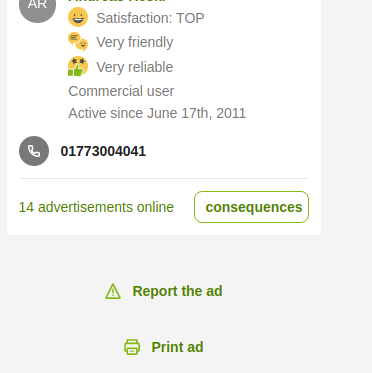 AR
Satisfaction: TOP
Very friendly
Very reliable
Commercial user
Active since June 17th, 2011
01773004041
14 advertisements online
consequences
Report the ad
Print ad